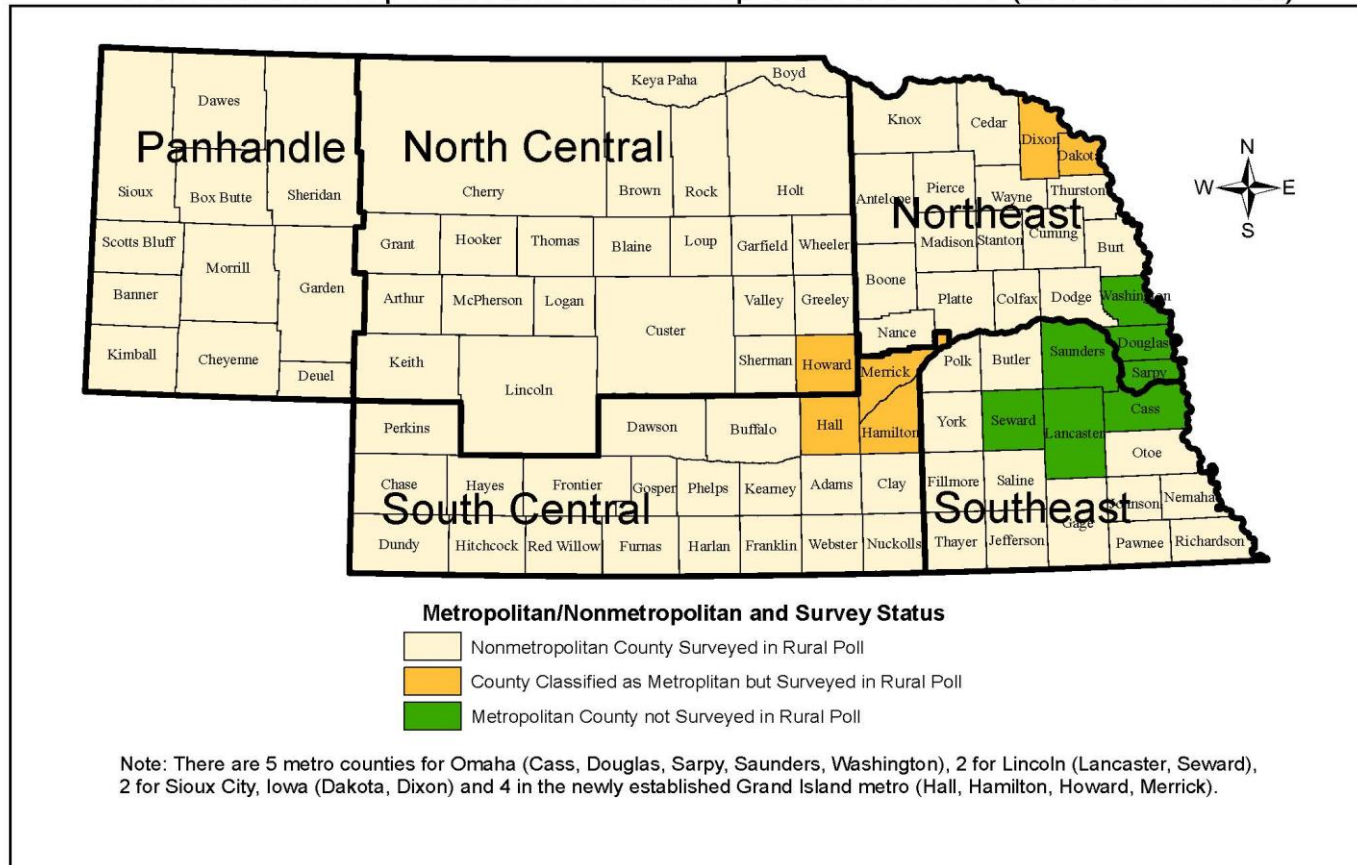 Keya Paha
Boyd
Dawes
Knox
Cedar
Dixon
Dakota
N
W
E
S
Panhandle
North Central
Northeast
Sioux
Box Butte
Sheridan
Cherry
Brown
Rock
Holt
Antelope
Pierce
Wayne
Thurston
Scotts Bluff
Morrill
Grant
Hooker
Thomas
Blaine
Loup
Garfield
Wheeler
Madison
Stanton
Cuming
Burt
Banner
Garden
Arthur
McPherson
Logan
Custer
Valley
Greeley
Boone
Platte
Colfax
Dodge
Washington
Kimball
Cheyenne
Deuel
Keith
Lincoln
Sherman
Howard
Nance
Merrick
Polk
Butler
Saunders
Douglas
Sarpy
Perkins
Dawson
Buffalo
Hall
Hamilton
York
Seward
Lancaster
Cass
Otoe
Chase
Hayes
Frontier
Gosper
Phelps
Kearney
Adams
Clay
Fillmore
Saline
South Central
Southeast
Gage
Johnson
Nemaha
Dundy
Hitchcock
Red Willow
Furnas
Harlan
Franklin
Webster
Nuckolls
Thayer
Jefferson
Pawnee
Richardson
Metropolitan/Nonmetropolitan and Survey Status
Nonmetropolitan County Surveyed in Rural Poll
County Classified as Metroplitan but Surveyed in Rural Poll
Metropolitan County not Surveyed in Rural Poll
Note: There are 5 metro counties for Omaha (Cass, Douglas, Sarpy, Saunders, Washington), 2 for Lincoln (Lancaster, Seward),
2 for Sioux City, Iowa (Dakota, Dixon) and 4 in the newly established Grand Island metro (Hall, Hamilton, Howard, Merrick).